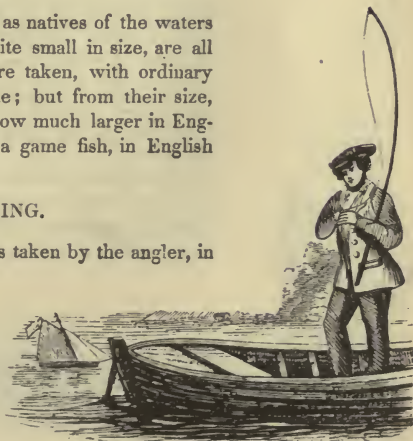 as natives of the waters
ite small in size, are all
re taken, with ordinary
e; but from their size,
ow much larger in Eng-
a game fish, in English
ING.
s taken by the angler, in